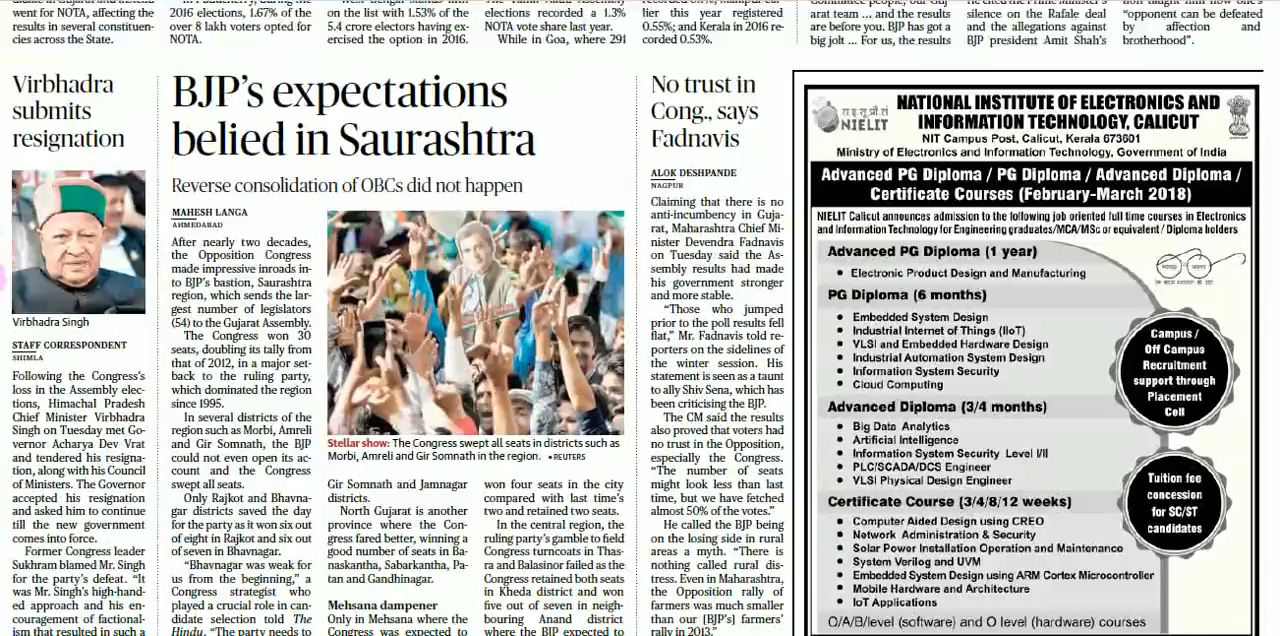 went for NOTA, affecting the
results in several constituen-
cies across the State.
2016 elections, 1.67% of the
over 8 lakh voters opted for
NOTA.
on the list with 1.53% of the
5.4 crore electors having ex-
ercised the option in 2016.
elections recorded a 1.3%
NOTA vote share last year.
While in Goa, where 291
lier this year registered
0.55%; and Kerala in 2016 re-
corded 0.53%.
arat team ... and the results
are before you. BJP has got a
big jolt ... For us, the results
silence on the Rafale deal
and the allegations against
BJP president Amit Shah's
"opponent can be defeated
by affection and
brotherhood".
Virbhadra
submits
resignation
Virbhadra Singh
STAFF CORRESPONDENT
SHIMLA
Following the Congress's
loss in the Assembly elec-
tions, Himachal Pradesh
Chief Minister Virbhadra
Singh on Tuesday met Go-
vernor Acharya Dev Vrat
and tendered his resigna-
tion, along with his Council
of Ministers. The Governor
accepted his resignation
and asked him to continue
till the new government
comes into force.
Former Congress leader
Sukhram blamed Mr. Singh
for the party's defeat. "It
was Mr. Singh's high-hand-
ed approach and his en-
couragement of factional-
ism that resulted in such a
BJP's expectations
belied in Saurashtra
Reverse consolidation of OBCs did not happen
MAHESH LANGA
AHMEDABAD
After nearly two decades,
the Opposition Congress
made impressive inroads in-
to BJP's bastion, Saurashtra
region, which sends the lar-
gest number of legislators
(54) to the Gujarat Assembly.
The Congress won 30
seats, doubling its tally from
that of 2012, in a major set-
back to the ruling party,
which dominated the region
since 1995.
In several districts of the
region such as Morbi, Amreli
and Gir Somnath, the BJP
could not even open its ac-
count and the Congress
swept all seats.
Only Rajkot and Bhavna-
gar districts saved the day
for the party as it won six out
of eight in Rajkot and six out
of seven in Bhavnagar.
"Bhavnagar was weak for
us from the beginning," a
Congress strategist who
played a crucial role in can-
didate selection told The
Hindu. "The party needs to
Stellar show: The Congress swept all seats in districts such as
Morbi, Amreli and Gir Somnath in the region. • REUTERS
Gir Somnath and Jamnagar
districts.
North Gujarat is another
province where the Con-
gress fared better, winning a
good number of seats in Ba-
naskantha, Sabarkantha, Pa-
tan and Gandhinagar.
Mehsana dampener
Only in Mehsana where the
Congress was expected to
won four seats in the city
compared with last time's
two and retained two seats.
In the central region, the
ruling party's gamble to field
Congress turncoats in Thas-
ra and Balasinor failed as the
Congress retained both seats
in Kheda district and won
five out of seven in neigh-
bouring Anand district
where the BJP expected to
No trust in
Cong., says
Fadnavis
ALOK DESHPANDE
NAGPUR
Claiming that there is no
anti-incumbency in Guja-
rat, Maharashtra Chief Mi-
nister Devendra Fadnavis
on Tuesday said the As-
sembly results had made
his government stronger
and more stable.
"Those who jumped
prior to the poll results fell
flat," Mr. Fadnavis told re-
porters on the sidelines of
the winter session. His
statement is seen as a taunt
to ally Shiv Sena, which has
been criticising the BJP.
The CM said the results
also proved that voters had
no trust in the Opposition,
especially the Congress.
"The number of seats
might look less than last
time, but we have fetched
almost 50% of the votes."
He called the BJP being
on the losing side in rural
areas a myth. "There is
nothing called rural dis-
tress. Even in Maharashtra,
the Opposition rally of
farmers was much smaller
than our [BJP's] farmers'
rally in 2013."
रा.इ.सू.प्रौ.सं
NIELIT
NATIONAL INSTITUTE OF ELECTRONICS AND
INFORMATION TECHNOLOGY, CALICUT
NIT Campus Post, Calicut, Kerala 673601
Ministry of Electronics and Information Technology, Government of India
Advanced PG Diploma / PG Diploma / Advanced Diploma /
Certificate Courses (February-March 2018)
NIELIT Calicut announces admission to the following job oriented full time courses in Electronics
and Information Technology for Engineering graduates/MCA/MSc or equivalent / Diploma holders
Advanced PG Diploma (1 year)
• Electronic Product Design and Manufacturing
PG Diploma (6 months)
• Embedded System Design
• Industrial Internet of Things (IIoT)
• VLSI and Embedded Hardware Design
• Industrial Automation System Design
• Information System Security
• Cloud Computing
Advanced Diploma (3/4 months)
• Big Data Analytics
• Artificial Intelligence
• Information System Security Level I/II
• PLC/SCADA/DCS Engineer
• VLSI Physical Design Engineer
Certificate Course (3/4/8/12 weeks)
• Computer Aided Design using CREO
• Network Administration & Security
• Solar Power Installation Operation and Maintenance
• System Verilog and UVM
• Embedded System Design using ARM Cortex Microcontroller
• Mobile Hardware and Architecture
• IoT Applications
O/A/B/level (software) and O level (hardware) courses
Campus /
Off Campus
Recruitment
support through
Placement
Cell
Tuition fee
concession
for SC/ST
candidates